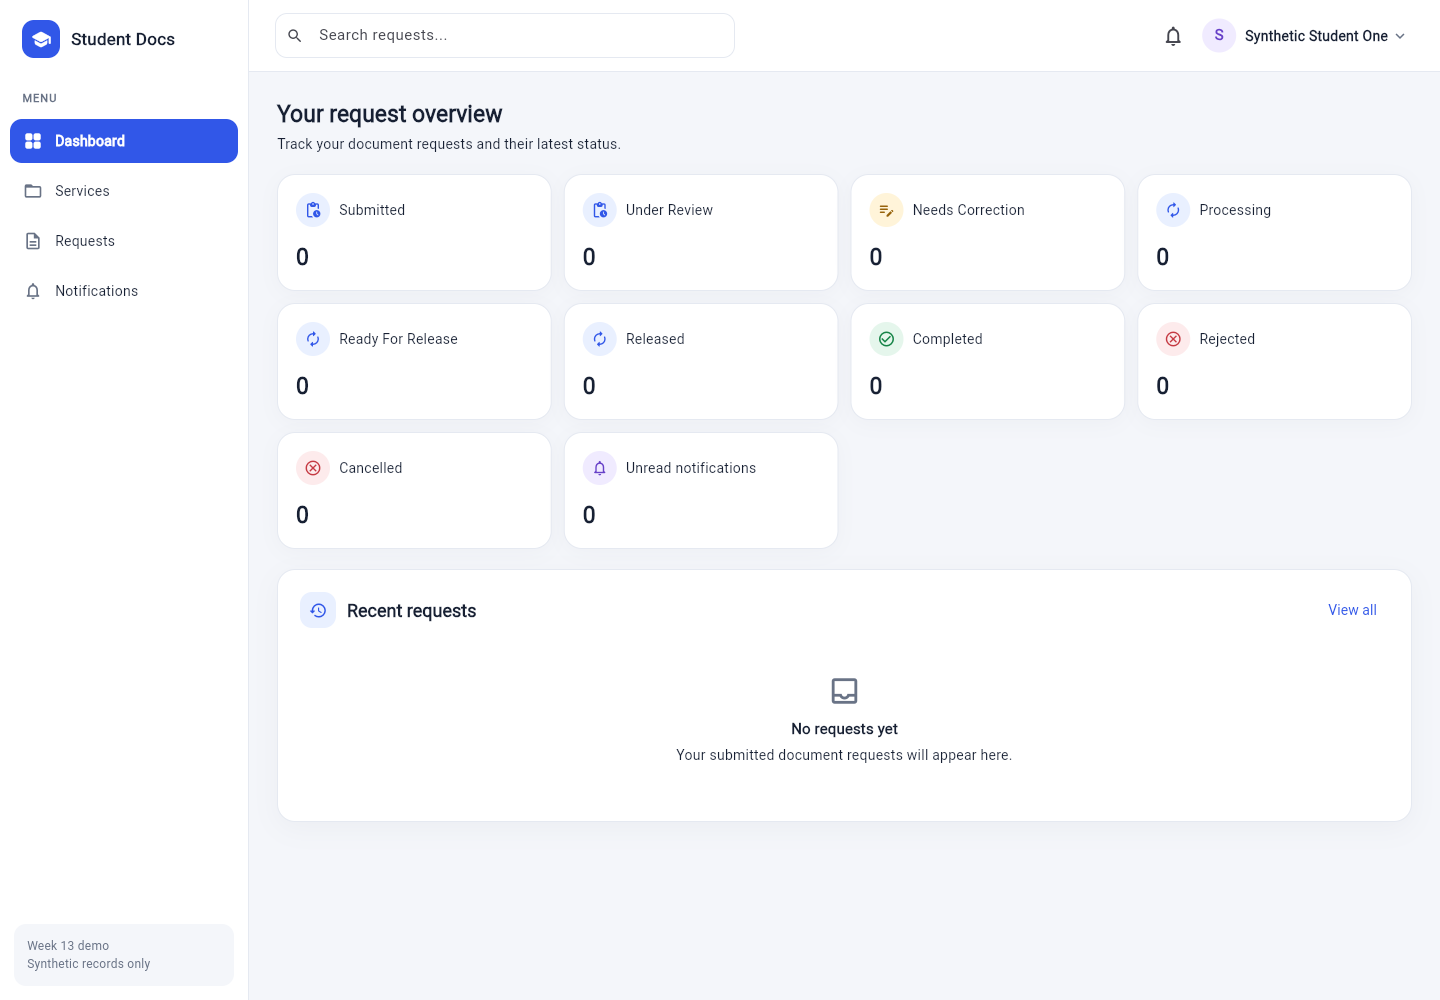 Student Docs
Search requests...
S
Synthetic Student One
MENU
Dashboard
Services
Requests
Notifications
Your request overview
Track your document requests and their latest status.
Submitted
0
Under Review
0
Needs Correction
0
Processing
0
Ready For Release
0
Released
0
Completed
0
Rejected
0
Cancelled
0
Unread notifications
0
Recent requests
View all
No requests yet
Your submitted document requests will appear here.
Week 13 demo
Synthetic records only